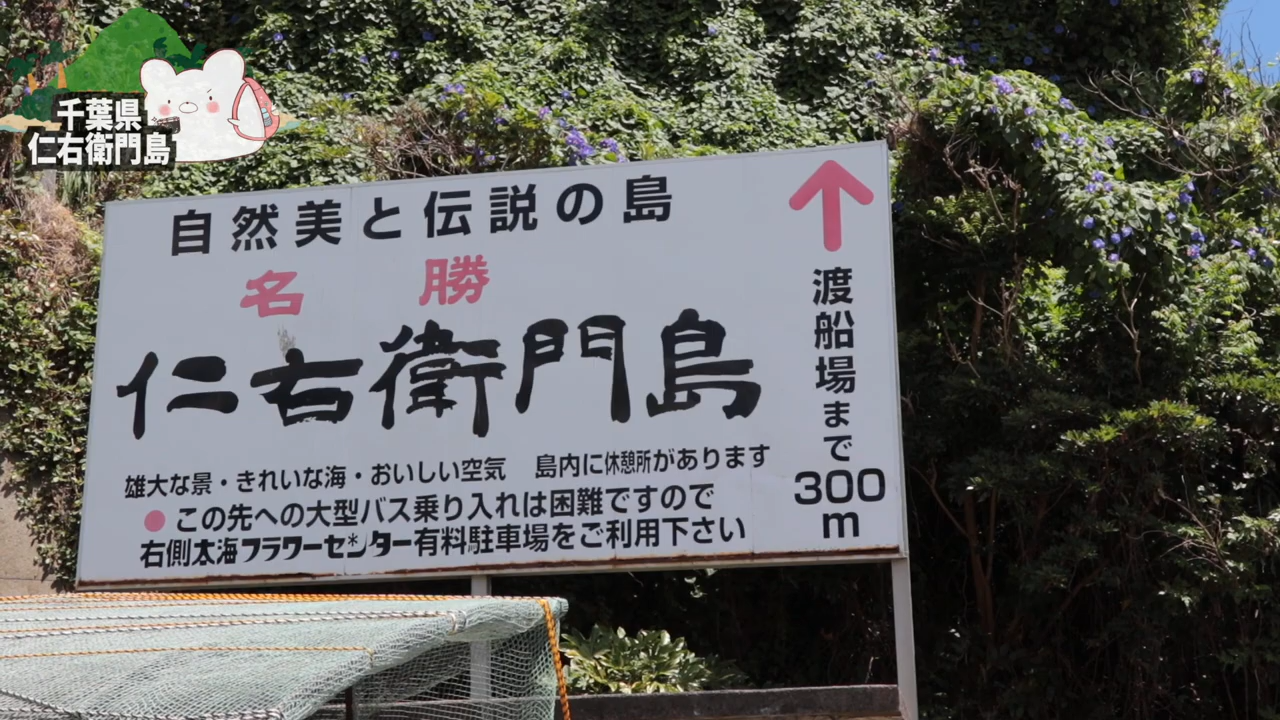 千葉県
仁右衛門島
自然美と伝説の島
名勝
仁右衛門島
雄大な景・きれいな海・おいしい空気 島内に休憩所があります
● この先への大型バス乗り入れは困難ですので
右側太海フラワーセンター有料駐車場をご利用下さい
↑
渡船場まで
300
m